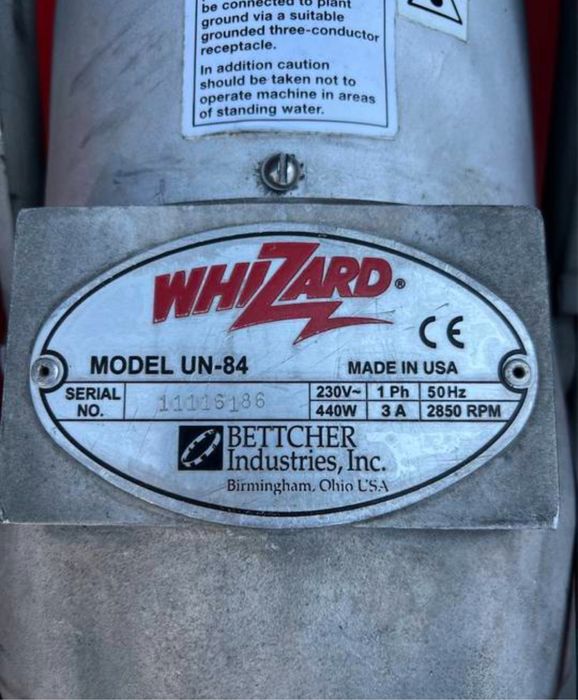 be connected to plant
ground via a suitable
grounded three-conductor
receptacle.
In addition caution
should be taken not to
operate machine in areas
of standing water.
WHIZARD®
CE
MODEL UN-84
MADE IN USA
SERIAL NO. 11116186
230V~ 1 Ph 50Hz
440W 3 A 2850 RPM
BETTCHER
Industries, Inc.
Birmingham, Ohio USA